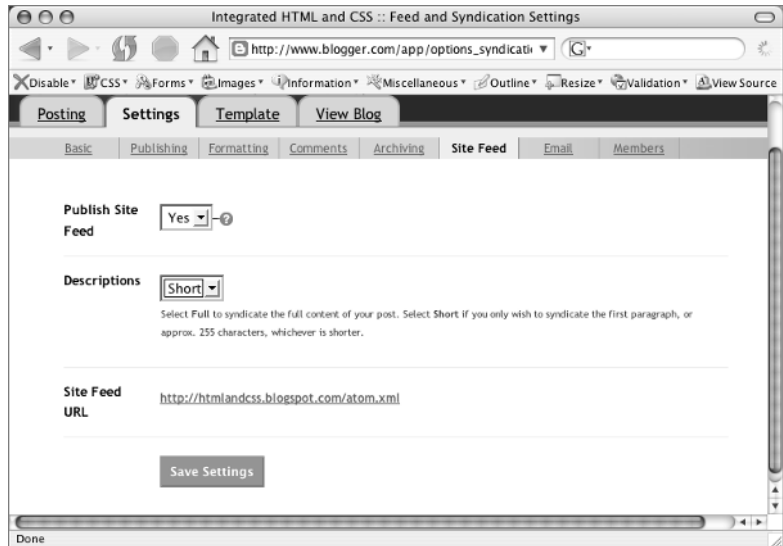 Integrated HTML and CSS :: Feed and Syndication Settings
http://www.blogger.com/app/options_syndicati
G
Disable CSS Forms Images Information Miscellaneous Outline Resize Validation View Source
Posting Settings Template View Blog
Basic Publishing Formatting Comments Archiving Site Feed Email Members
Publish Site
Feed
Yes
?
Descriptions
Short
Select Full to syndicate the full content of your post. Select Short if you only wish to syndicate the first paragraph, or
approx. 255 characters, whichever is shorter.
Site Feed
URL
http://htmlandcss.blogspot.com/atom.xml
Save Settings
Done